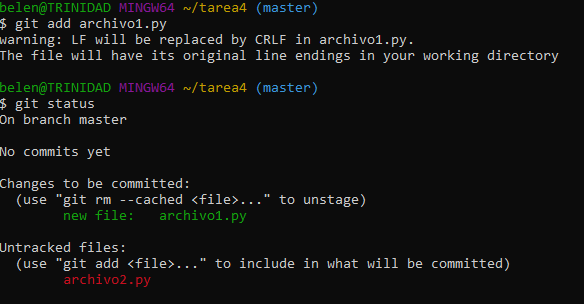 belen@TRINIDAD MINGW64 ~/tarea4 (master)
$ git add archivo1.py
warning: LF will be replaced by CRLF in archivo1.py.
The file will have its original line endings in your working directory
belen@TRINIDAD MINGW64 ~/tarea4 (master)
$ git status
On branch master
No commits yet
Changes to be committed:
(use "git rm --cached <file>..." to unstage)
new file:   archivo1.py
Untracked files:
(use "git add <file>..." to include in what will be committed)
archivo2.py